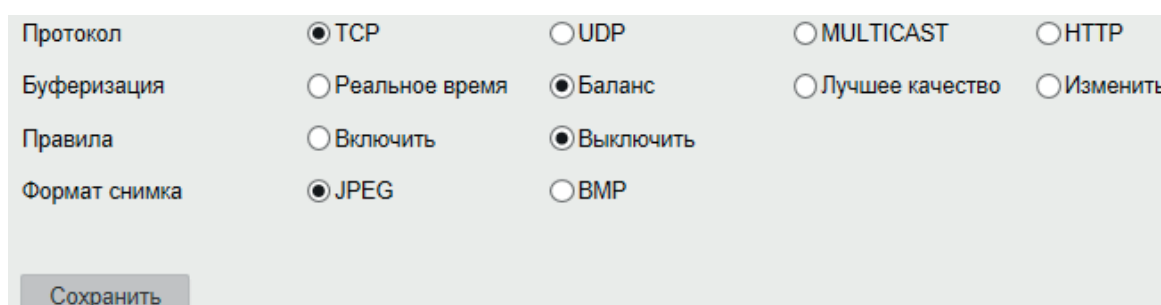 Протокол TCP UDP MULTICAST HTTP
Буферизация Реальное время Баланс Лучшее качество Изменить
Правила Включить Выключить
Формат снимка JPEG BMP
Сохранить